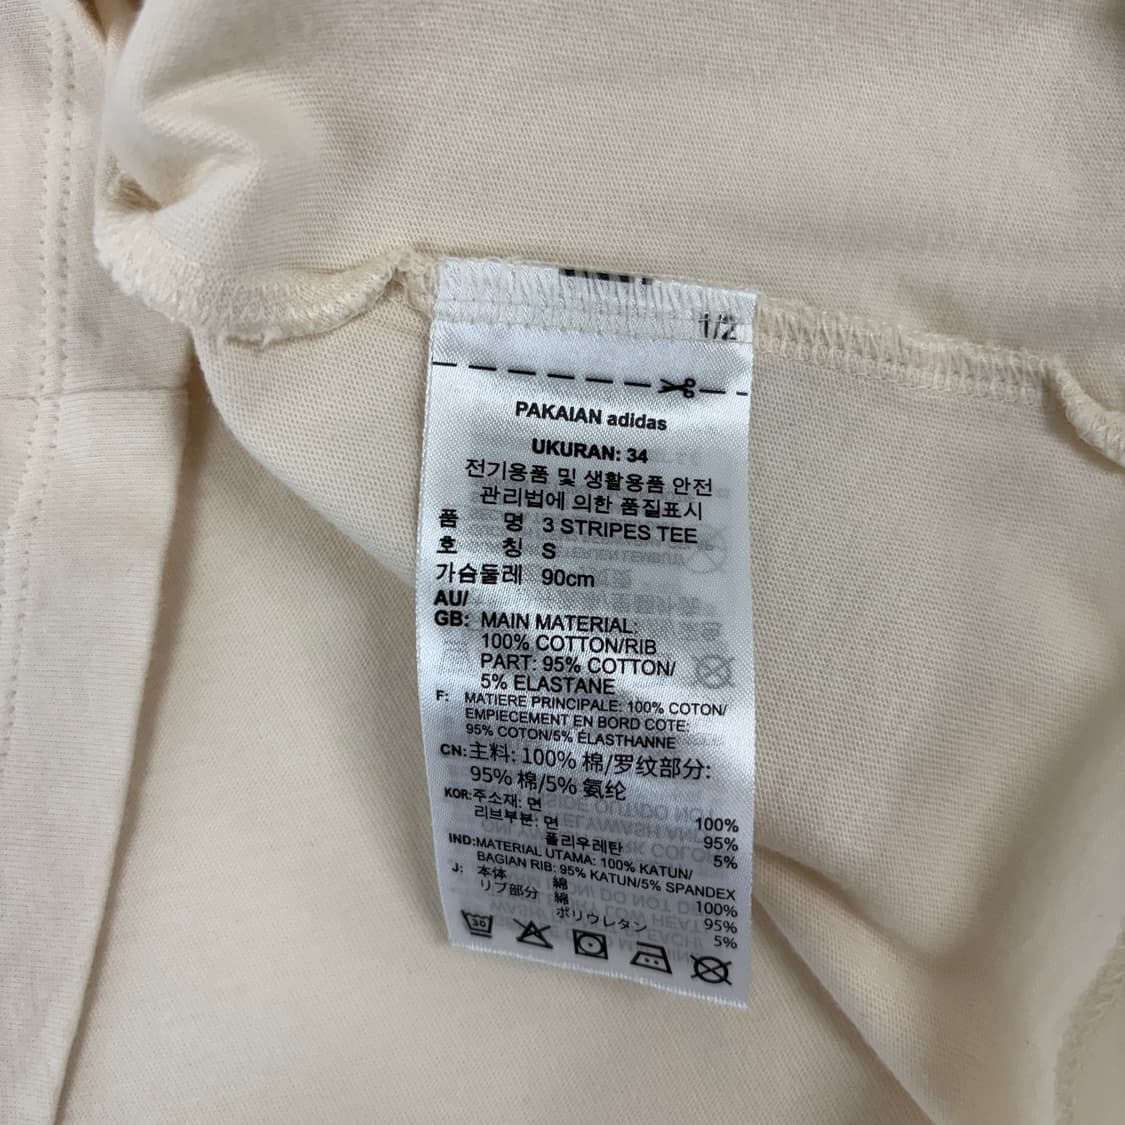 1/2
PAKAIAN adidas
UKURAN: 34
전기용품 및 생활용품 안전
관리법에 의한 품질표시
품 명 3 STRIPES TEE
호 칭 S
가슴둘레 90cm
AU/
GB: MAIN MATERIAL:
100% COTTON/RIB
PART: 95% COTTON/
5% ELASTANE
F: MATIERE PRINCIPALE: 100% COTON/
EMPIECEMENT EN BORD COTE:
95% COTON/5% ÉLASTHANNE
CN: 主料: 100% 棉/罗纹部分:
95% 棉/5% 氨纶
KOR: 주소재: 면 100%
리브부분: 면 95%
폴리우레탄 5%
IND: MATERIAL UTAMA: 100% KATUN/
BAGIAN RIB: 95% KATUN/5% SPANDEX
J: 本体 綿 100%
リブ部分 綿 95%
ポリウレタン 5%
30